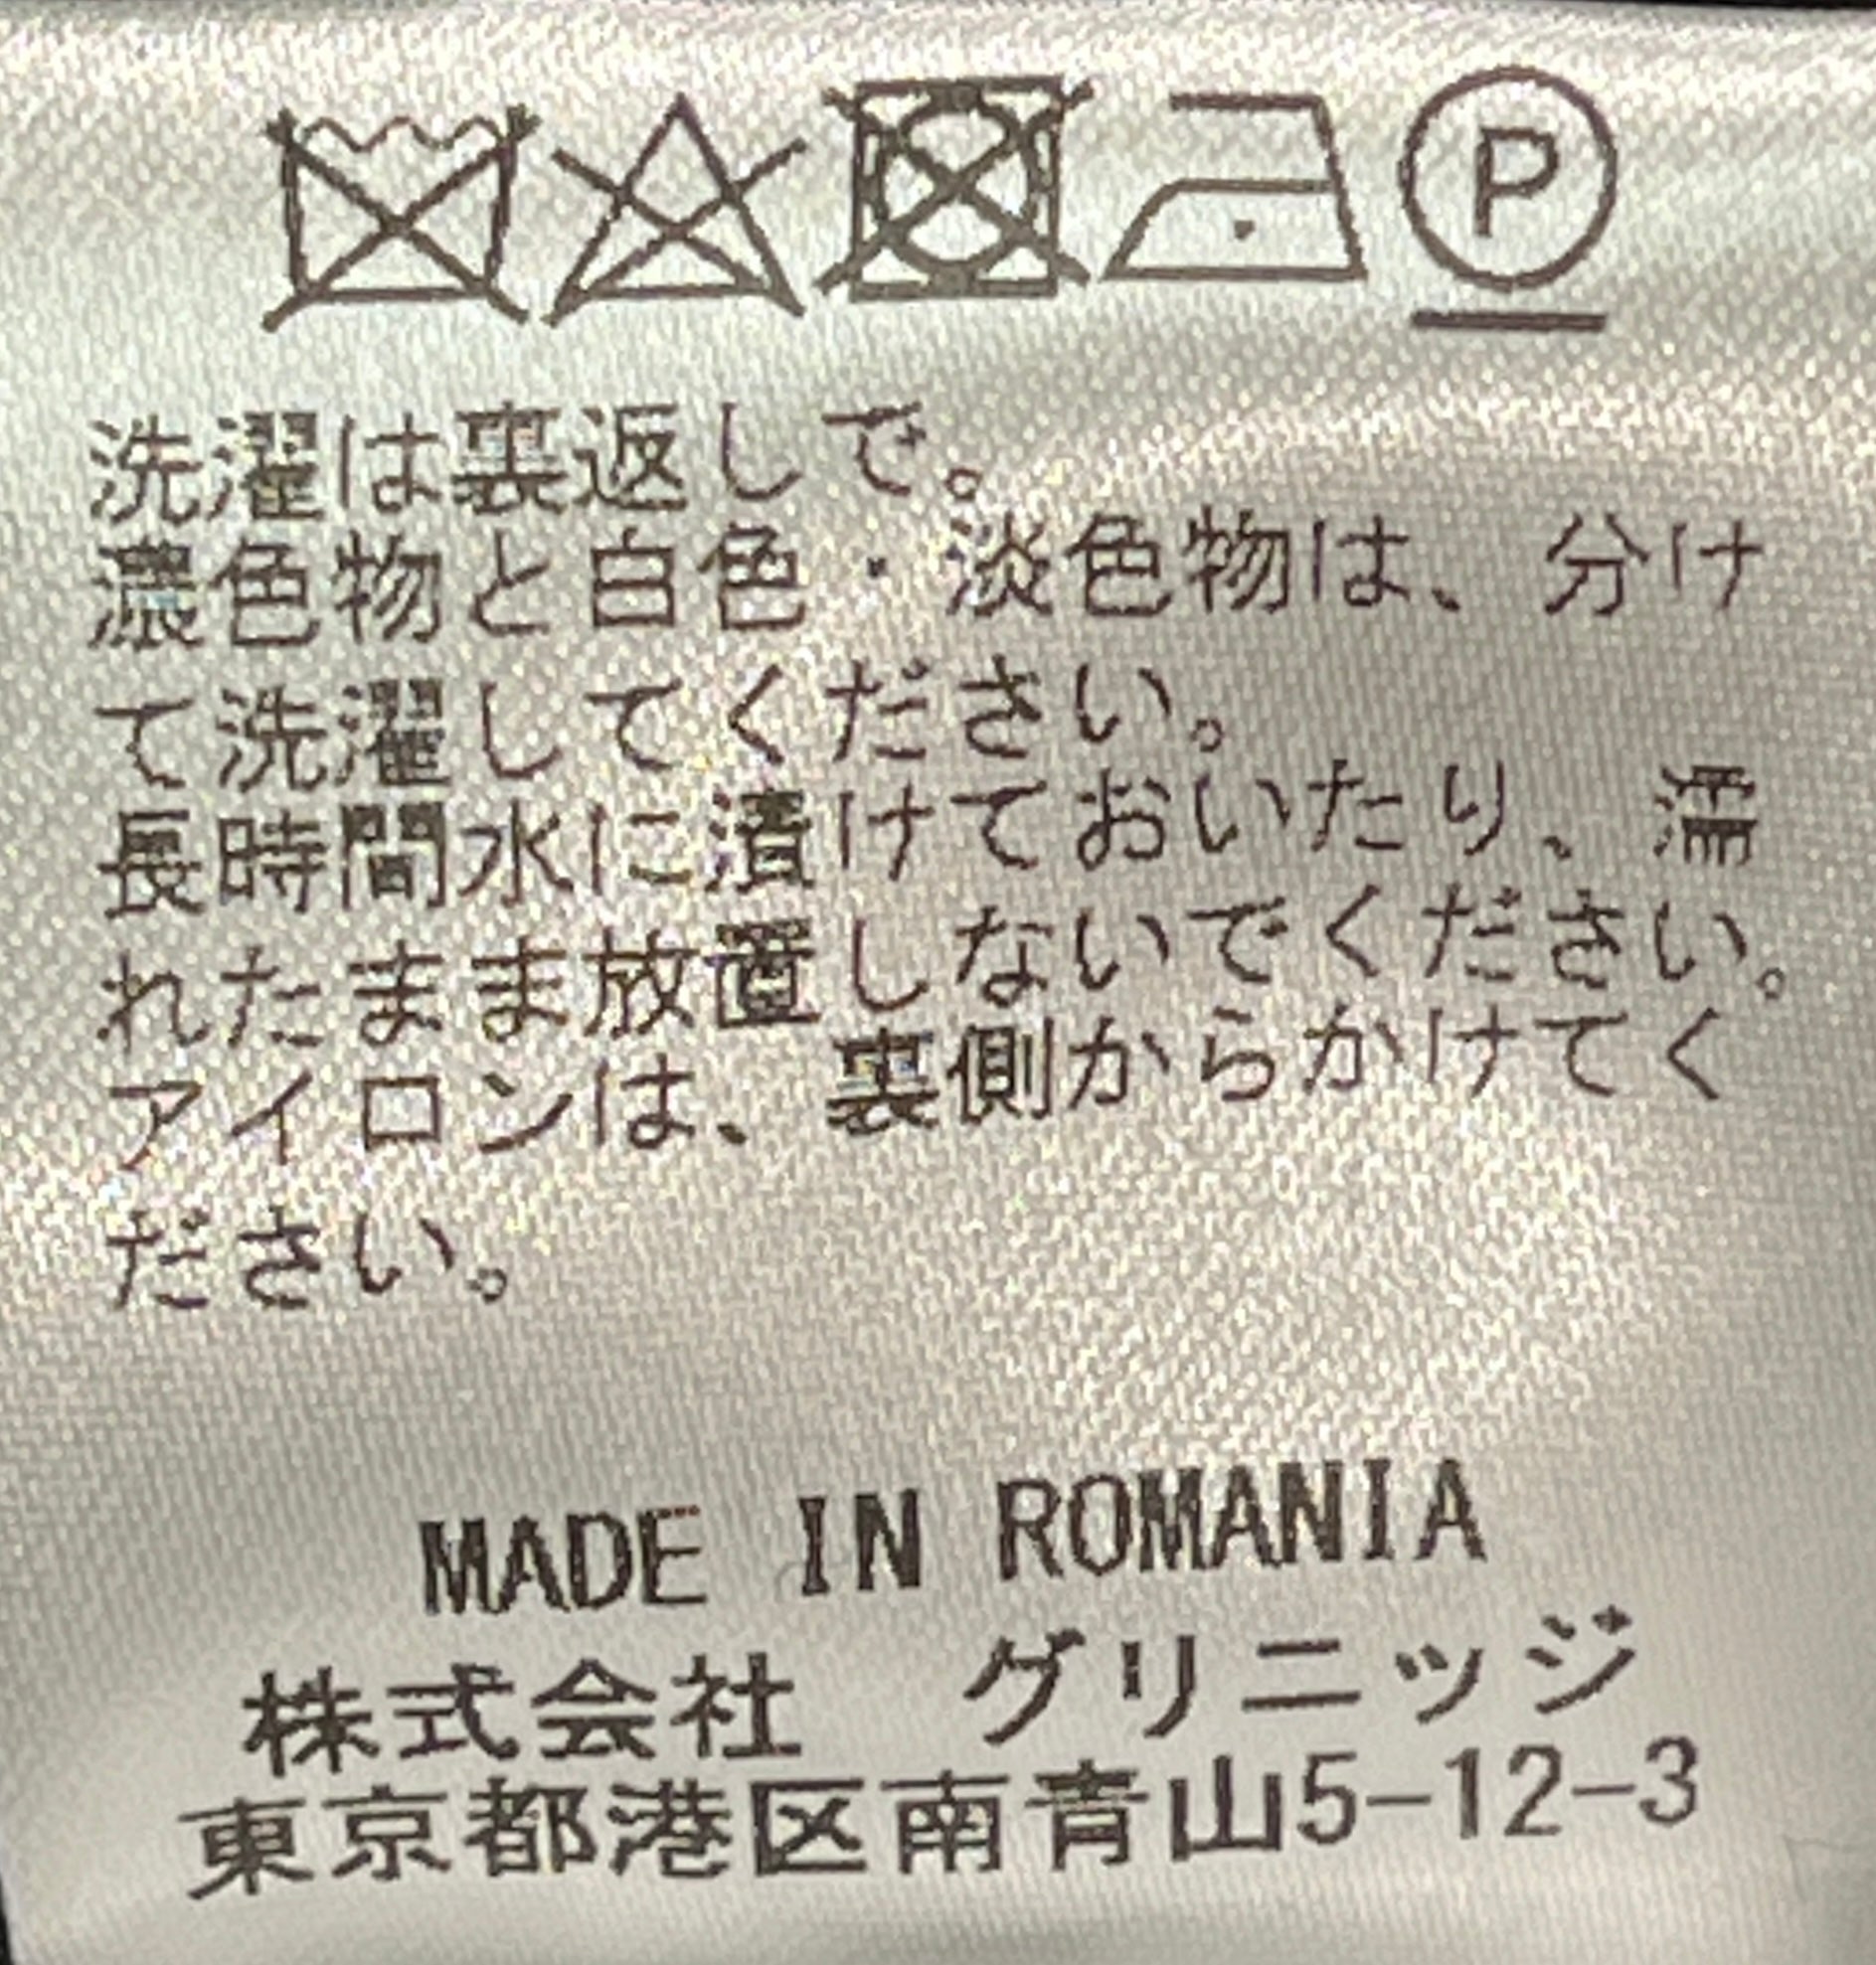 P
洗濯は裏返しで。
濃色物と白色・淡色物は、分け
て洗濯してください。
長時間水に漬けておいたり、濡
れたまま放置しないでください。
アイロンは、裏側からかけてく
ださい。
MADE IN ROMANIA
株式会社　グリニッジ
東京都港区南青山5-12-3